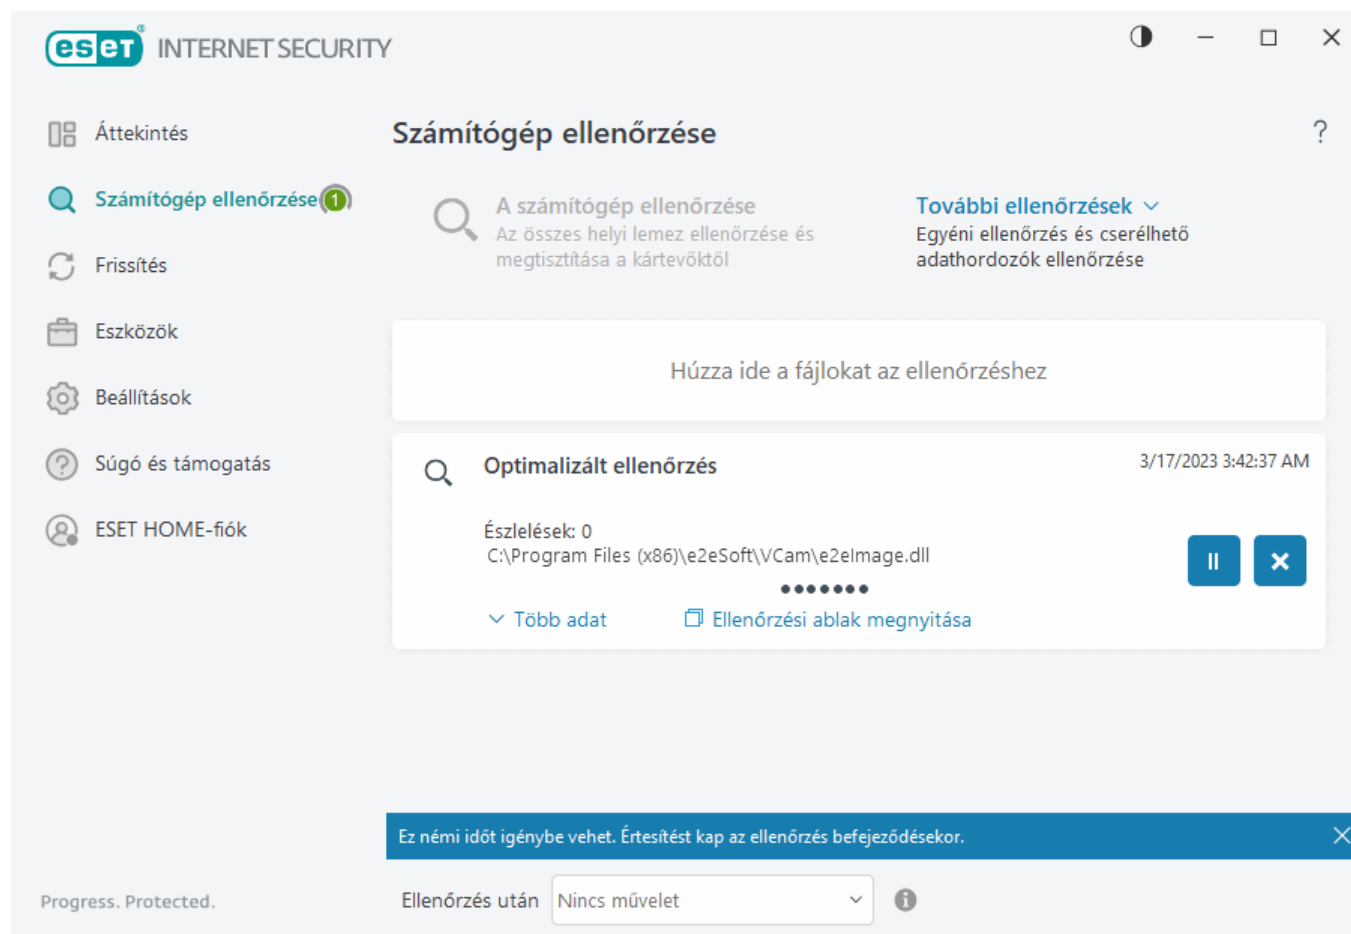 eseT® INTERNET SECURITY
Áttekintés
Számítógép ellenőrzése 1
Frissítés
Eszközök
Beállítások
Súgó és támogatás
ESET HOME-fiók
Progress. Protected.
Számítógép ellenőrzése
?
A számítógép ellenőrzése
Az összes helyi lemez ellenőrzése és
megtisztítása a kártevőktől
További ellenőrzések
Egyéni ellenőrzés és cserélhető
adathordozók ellenőrzése
Húzza ide a fájlokat az ellenőrzéshez
Optimalizált ellenőrzés
3/17/2023 3:42:37 AM
Észlelések: 0
C:\Program Files (x86)\e2eSoft\VCam\e2eImage.dll
Több adat
Ellenőrzési ablak megnyitása
Ez némi időt igénybe vehet. Értesítést kap az ellenőrzés befejeződésekor.
Ellenőrzés után Nincs művelet